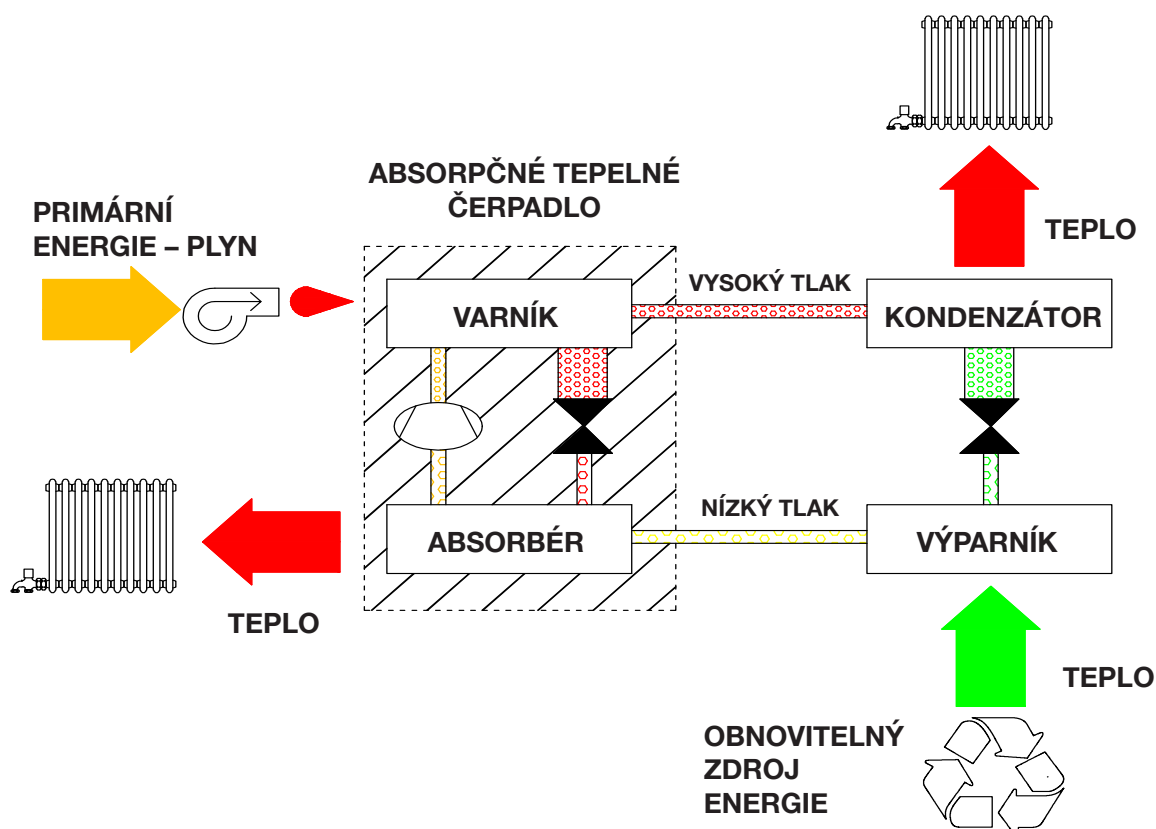 ABSORPČNÉ TEPELNÉ
ČERPADLO
PRIMÁRNÍ
ENERGIE – PLYN
TEPLO
VYSOKÝ TLAK
VARNÍK
KONDENZÁTOR
NÍZKÝ TLAK
ABSORBÉR
VÝPARNÍK
TEPLO
TEPLO
OBNOVITELNÝ
ZDROJ
ENERGIE